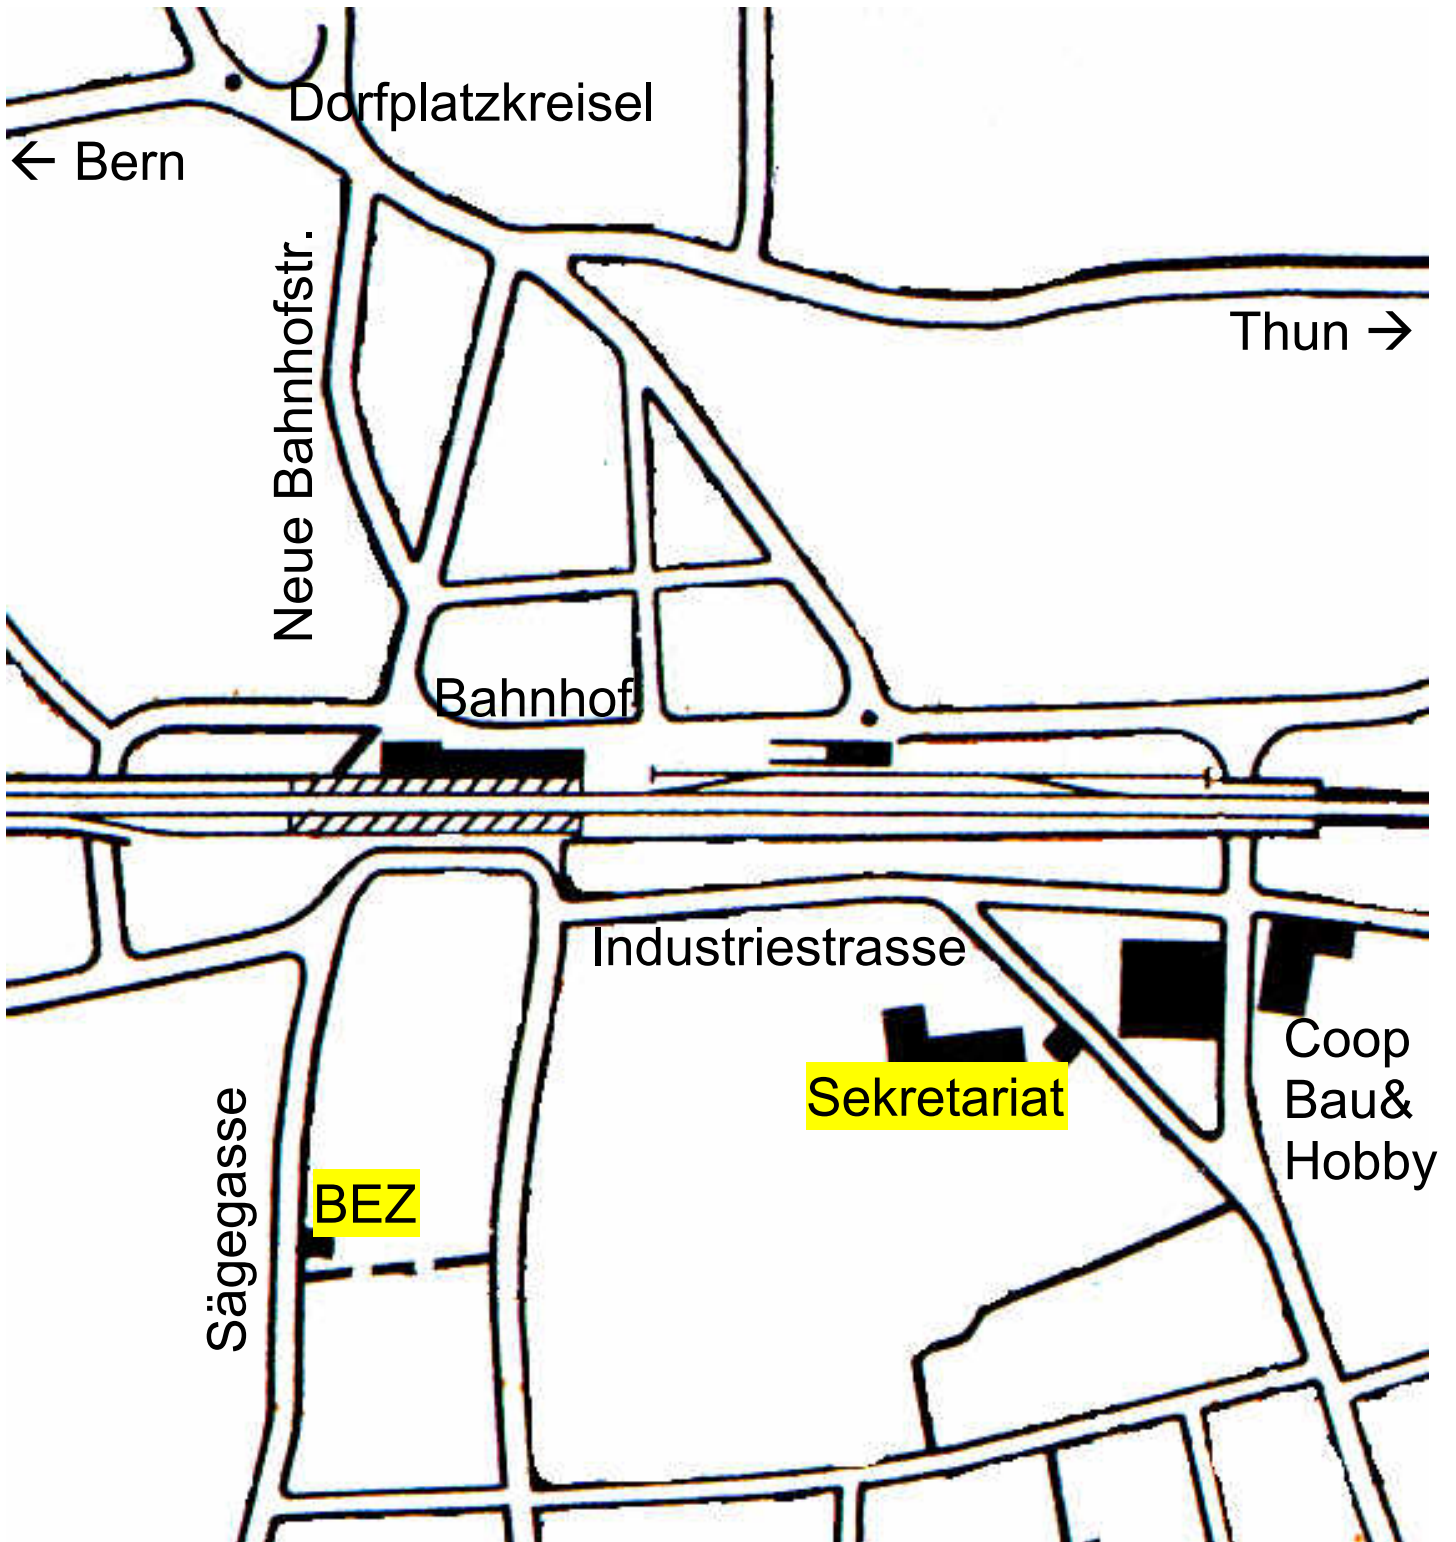 Dorfplatzkreisel
← Bern
Neue Bahnhofstr.
Thun →
Bahnhof
Industriestrasse
Coop
Bau&
Hobby
Sekretariat
Sägegasse
BEZ